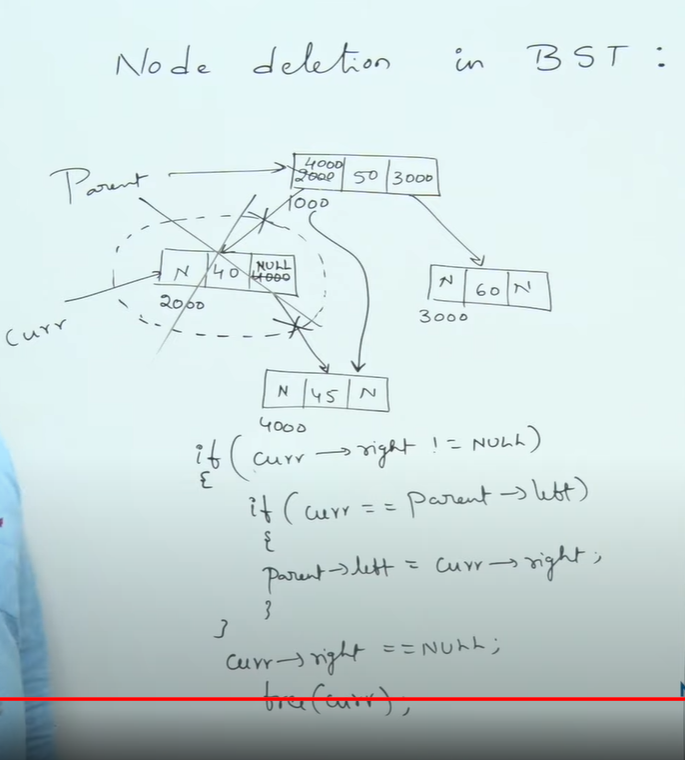 Node deletion in BST :
Parent
4000
2000 50 3000
1000
N 40 NULL
4000
2000
N 60 N
3000
Curr
N 45 N
4000
if ( curr → right != NULL)
{
if ( curr == Parent → left)
{
Parent → left = curr → right ;
}
}
curr → right == NULL ;
free(curr) ;